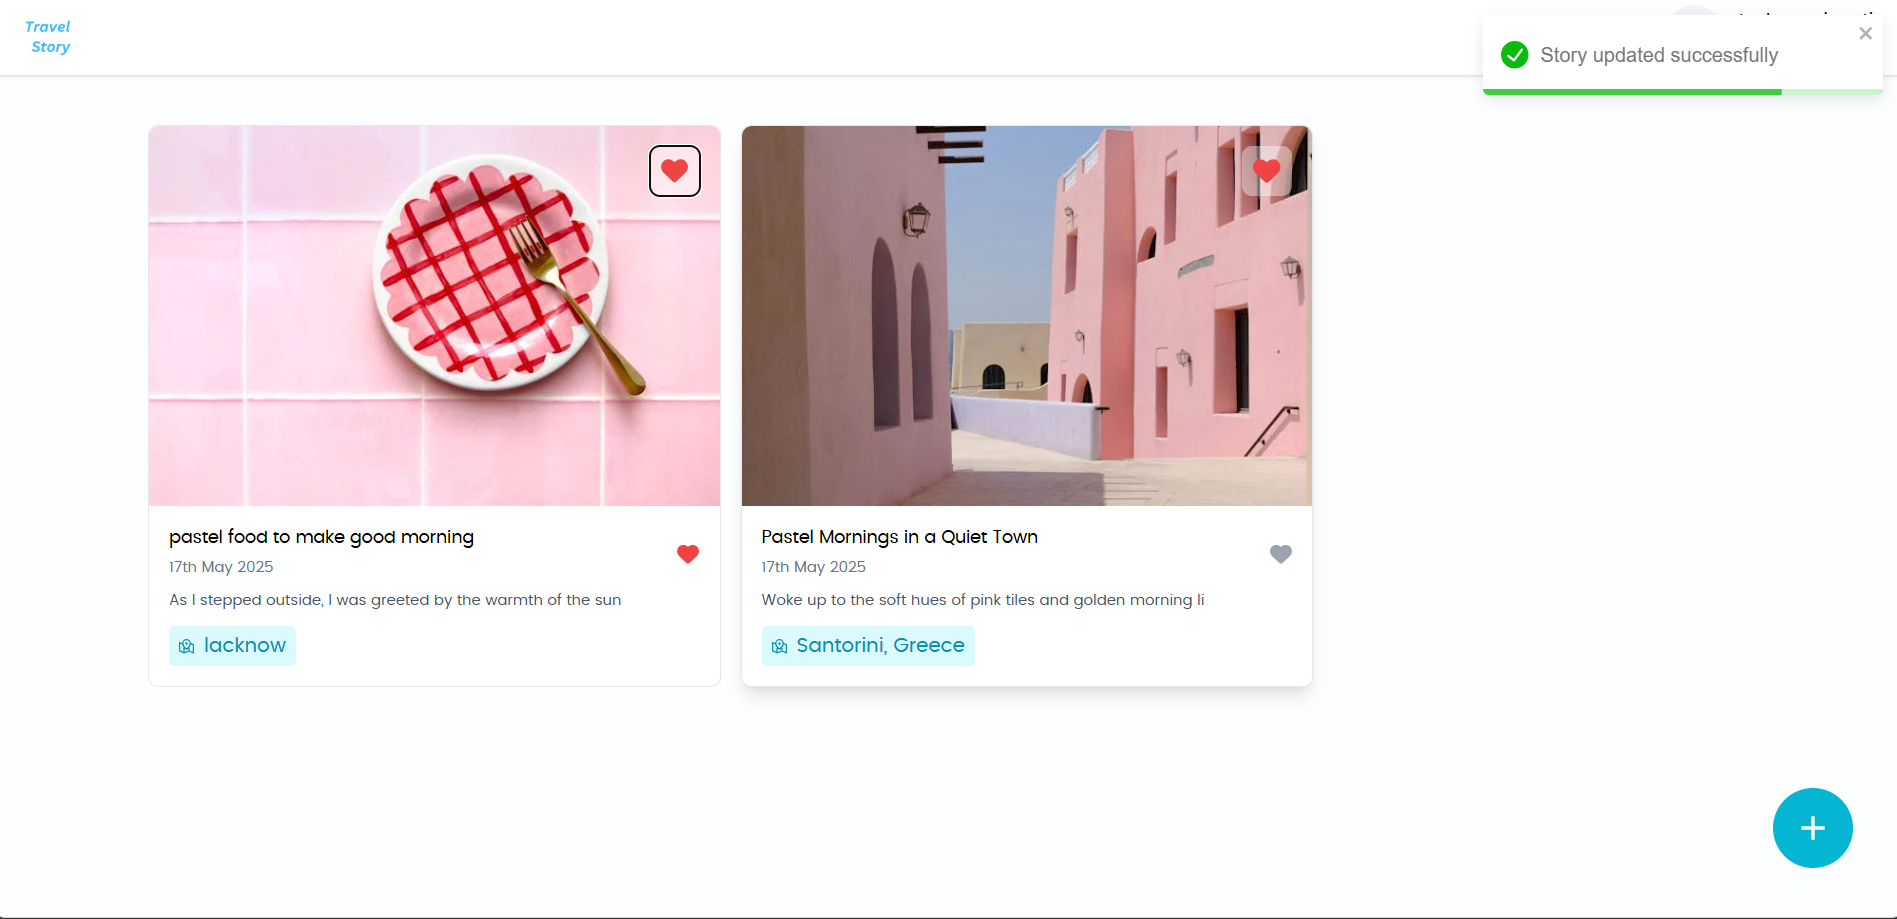 Travel
Story
Story updated successfully
pastel food to make good morning
17th May 2025
As I stepped outside, I was greeted by the warmth of the sun
lacknow
Pastel Mornings in a Quiet Town
17th May 2025
Woke up to the soft hues of pink tiles and golden morning li
Santorini, Greece